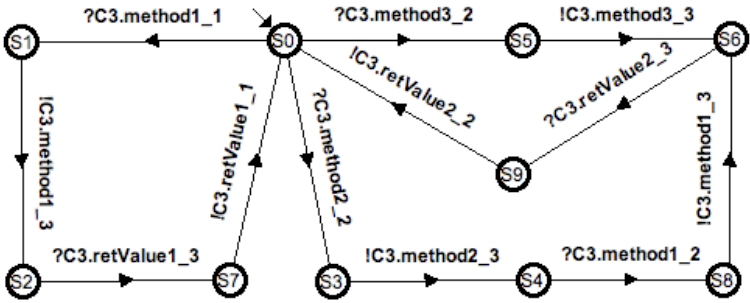 ?C3.method1_1
?C3.method3_2
!C3.method3_3
S1
S0
S5
S6
!C3.retValue2_2
?C3.retValue2_3
!C3.method1_3
!C3.retValue1_1
?C3.method2_2
S9
!C3.method1_3
?C3.retValue1_3
!C3.method2_3
?C3.method1_2
S2
S7
S3
S4
S8